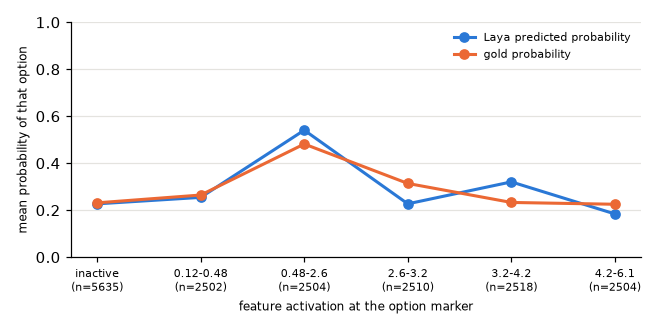 1.0
0.8
0.6
0.4
0.2
0.0
mean probability of that option
Laya predicted probability
gold probability
inactive
(n=5635)
0.12-0.48
(n=2502)
0.48-2.6
(n=2504)
2.6-3.2
(n=2510)
3.2-4.2
(n=2518)
4.2-6.1
(n=2504)
feature activation at the option marker